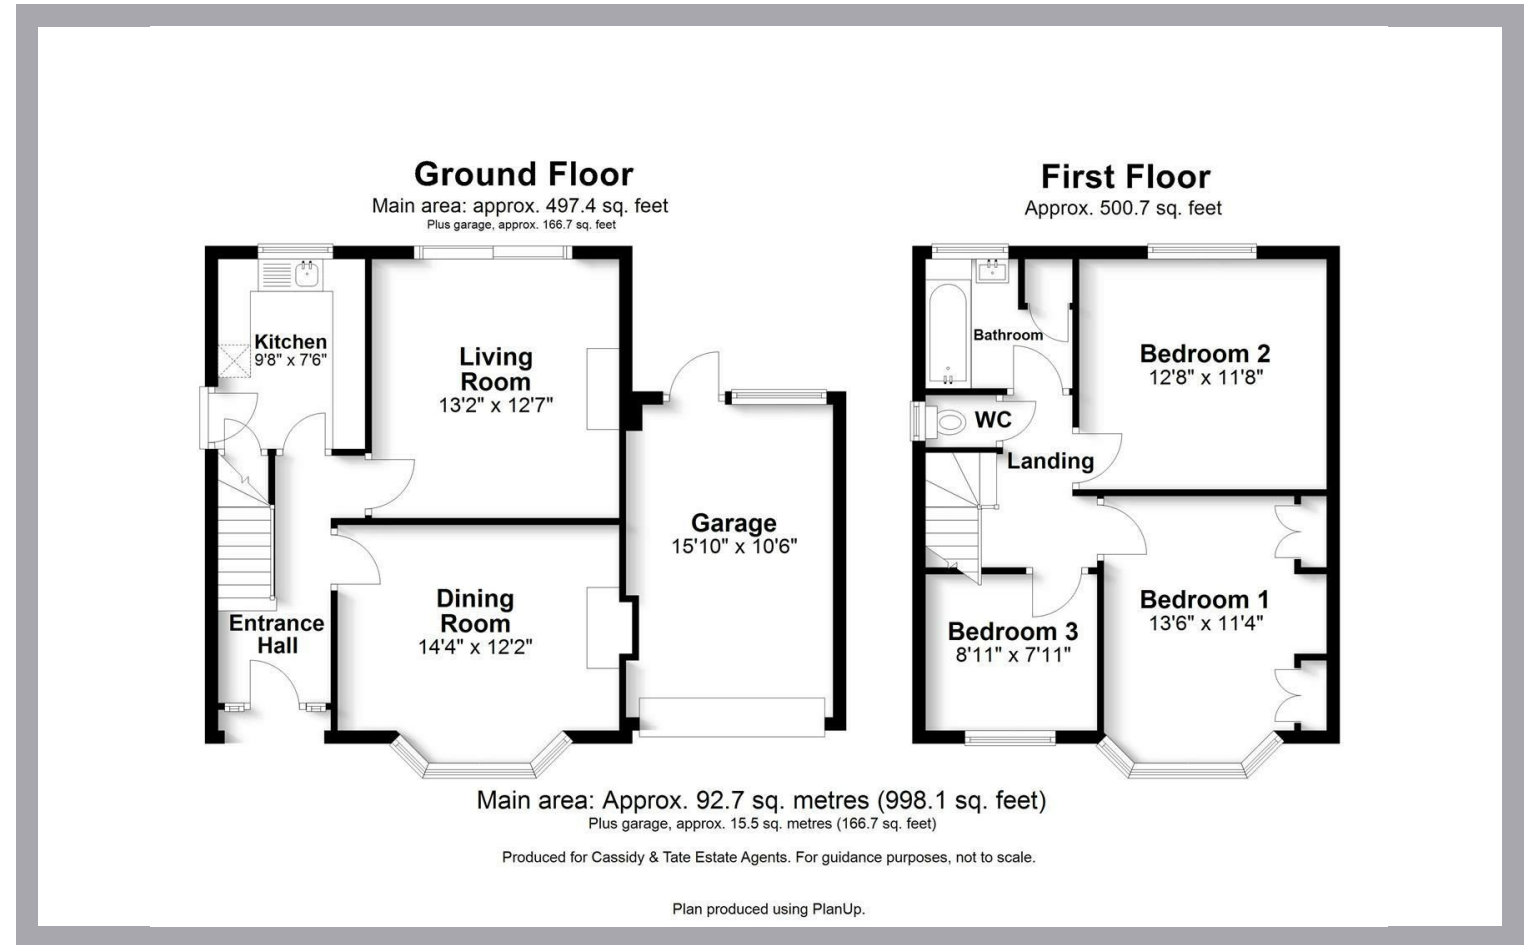 Ground Floor
Main area: approx. 497.4 sq. feet
Plus garage, approx. 166.7 sq. feet
Kitchen
9'8" x 7'6"
Living
Room
13'2" x 12'7"
Garage
15'10" x 10'6"
Dining
Room
14'4" x 12'2"
Entrance
Hall
First Floor
Approx. 500.7 sq. feet
Bathroom
Bedroom 2
12'8" x 11'8"
WC
Landing
Bedroom 1
13'6" x 11'4"
Bedroom 3
8'11" x 7'11"
Main area: Approx. 92.7 sq. metres (998.1 sq. feet)
Plus garage, approx. 15.5 sq. metres (166.7 sq. feet)
Produced for Cassidy & Tate Estate Agents. For guidance purposes, not to scale.
Plan produced using PlanUp.